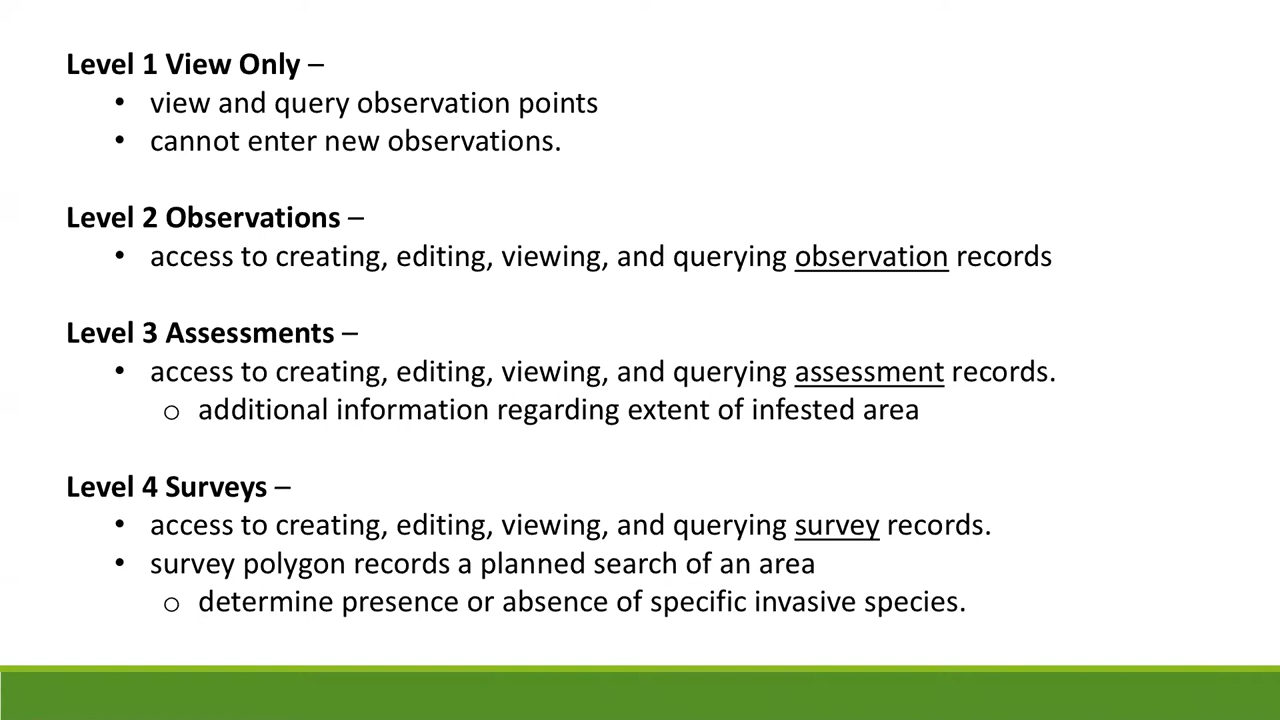 Level 1 View Only –
• view and query observation points
• cannot enter new observations.
Level 2 Observations –
• access to creating, editing, viewing, and querying observation records
Level 3 Assessments –
• access to creating, editing, viewing, and querying assessment records.
o additional information regarding extent of infested area
Level 4 Surveys –
• access to creating, editing, viewing, and querying survey records.
• survey polygon records a planned search of an area
o determine presence or absence of specific invasive species.